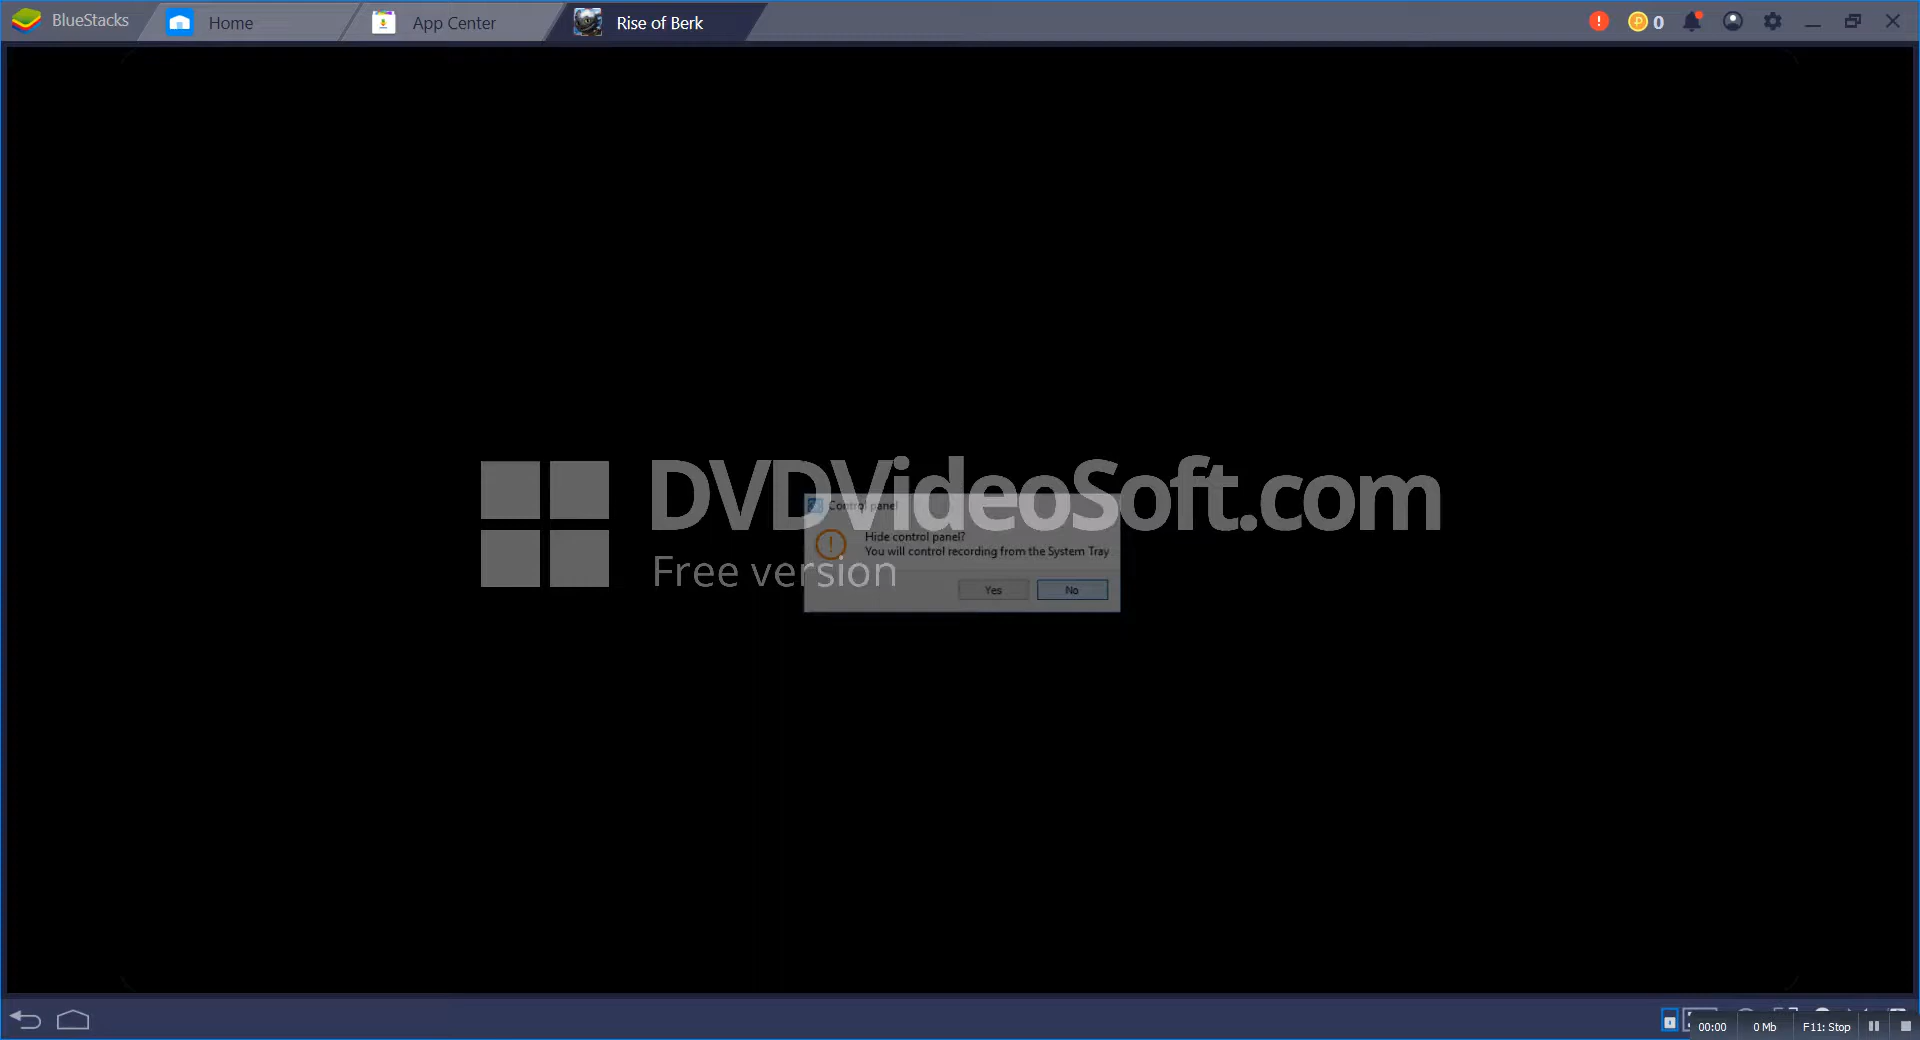 BlueStacks
Home
App Center
Rise of Berk
0
DVDVideoSoft.com
Free version
Control panel
Hide control panel?
You will control recording from the System Tray
Yes
No
00:00
0 Mb
F11: Stop